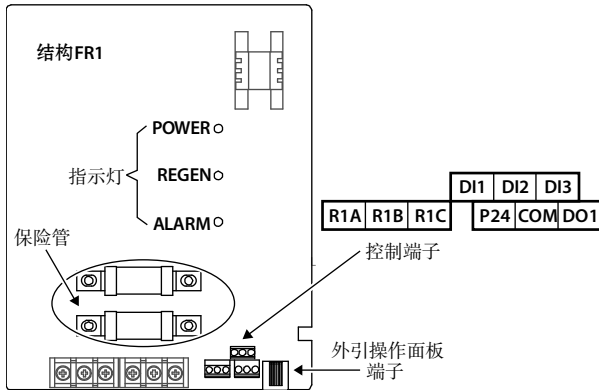 结构FR1
POWER
指示灯
REGEN
ALARM
保险管
DI1 DI2 DI3
R1A R1B R1C P24 COM DO1
控制端子
外引操作面板
端子